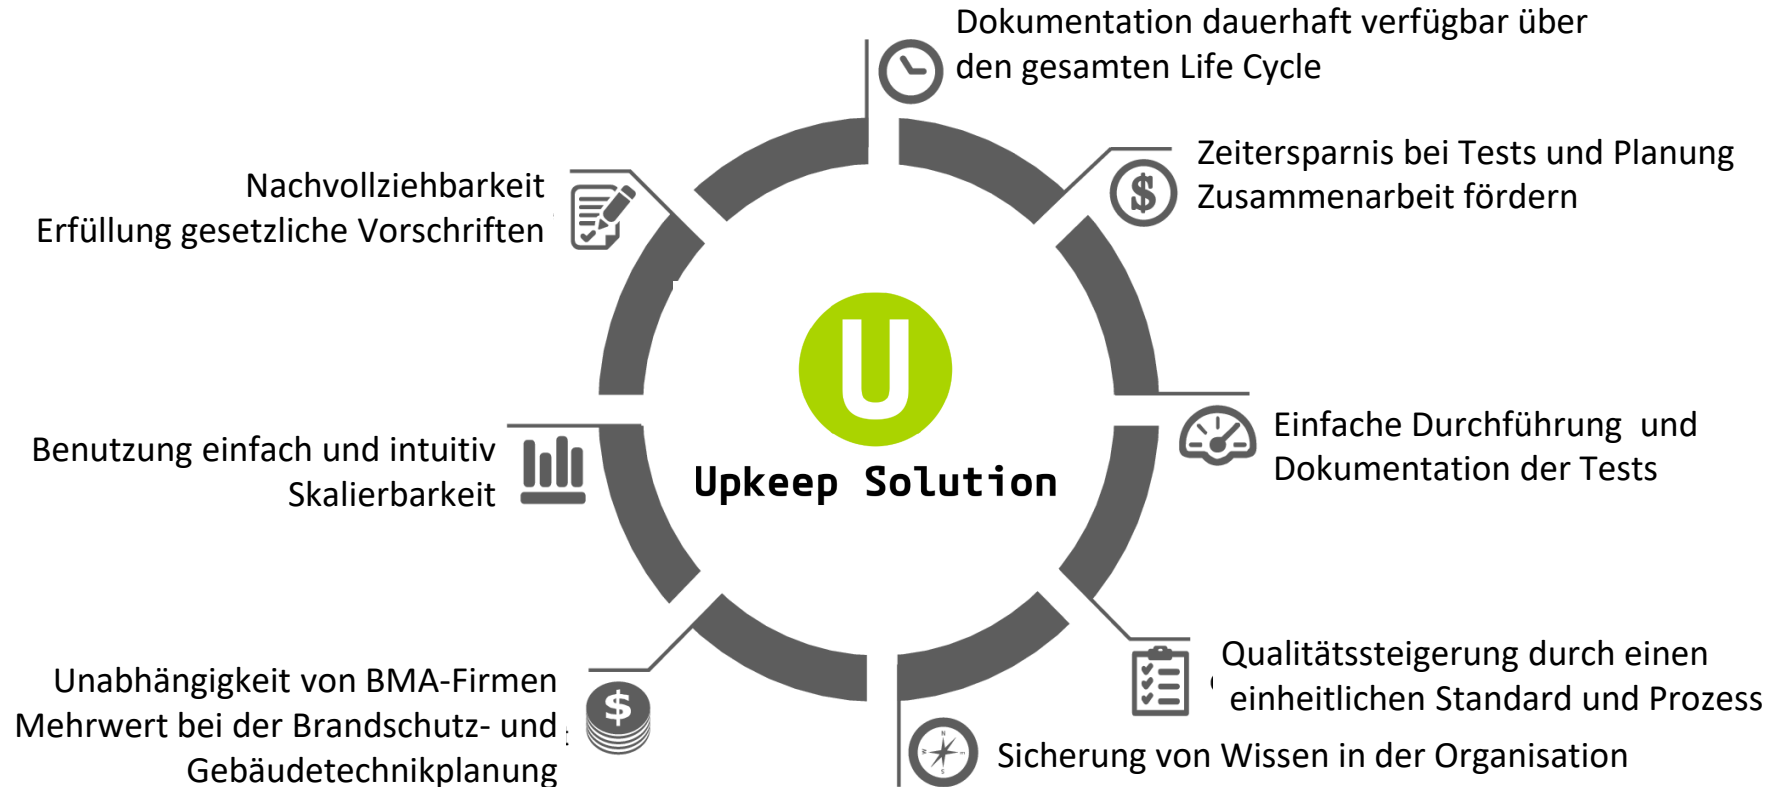 Dokumentation dauerhaft verfügbar über
den gesamten Life Cycle
Zeitersparnis bei Tests und Planung
Zusammenarbeit fördern
Nachvollziehbarkeit
Erfüllung gesetzliche Vorschriften
U
Upkeep Solution
Einfache Durchführung und
Dokumentation der Tests
Benutzung einfach und intuitiv
Skalierbarkeit
Qualitätssteigerung durch einen
einheitlichen Standard und Prozess
Unabhängigkeit von BMA-Firmen
Mehrwert bei der Brandschutz- und
Gebäudetechnikplanung
Sicherung von Wissen in der Organisation
$
$